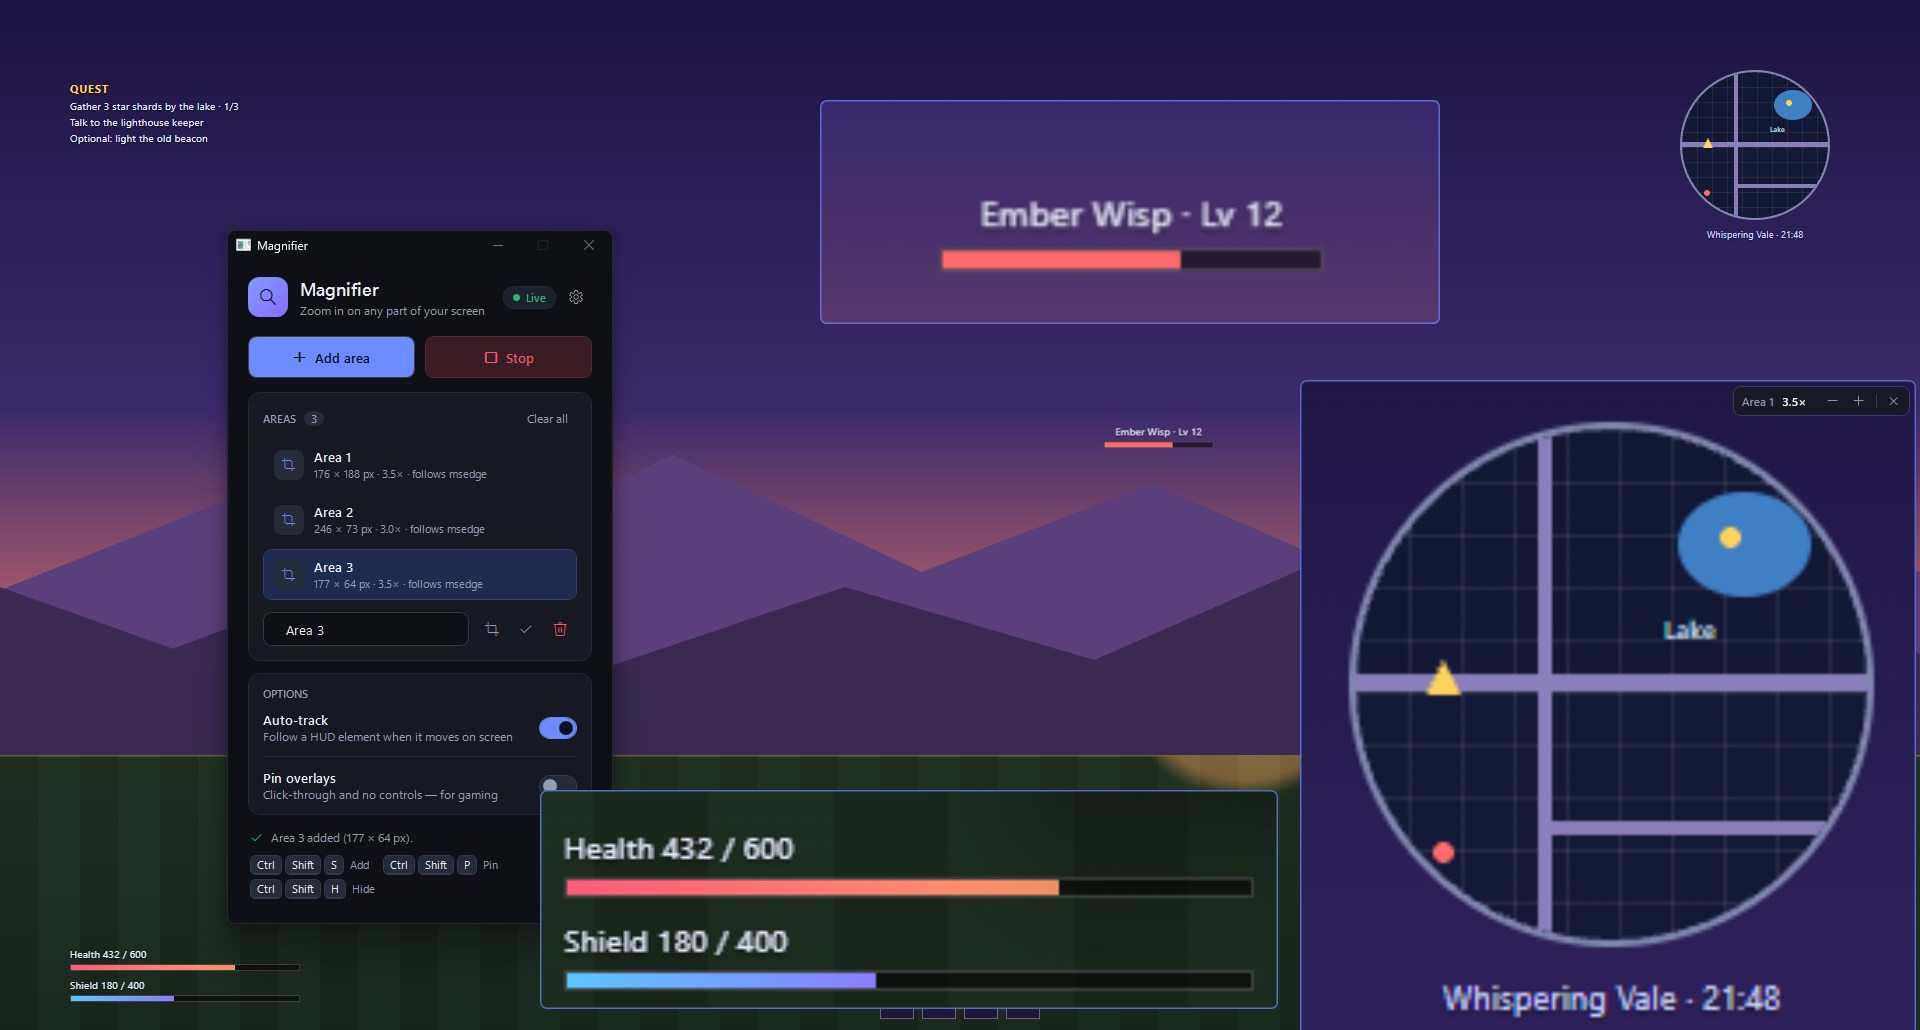 QUEST
Gather 3 star shards by the lake · 1/3
Talk to the lighthouse keeper
Optional: light the old beacon
Lake
Whispering Vale · 21:48
Ember Wisp · Lv 12
Magnifier
Magnifier
Zoom in on any part of your screen
Live
Add area
Stop
AREAS 3
Clear all
Area 1
176 × 188 px · 3.5× · follows msedge
Area 2
246 × 73 px · 3.0× · follows msedge
Area 3
177 × 64 px · 3.5× · follows msedge
Area 3
OPTIONS
Auto-track
Follow a HUD element when it moves on screen
Pin overlays
Click-through and no controls — for gaming
Area 3 added (177 × 64 px).
Ctrl Shift S Add Ctrl Shift P Pin
Ctrl Shift H Hide
Ember Wisp · Lv 12
Area 1 3.5×
Lake
Whispering Vale · 21:48
Health 432 / 600
Shield 180 / 400
Health 432 / 600
Shield 180 / 400